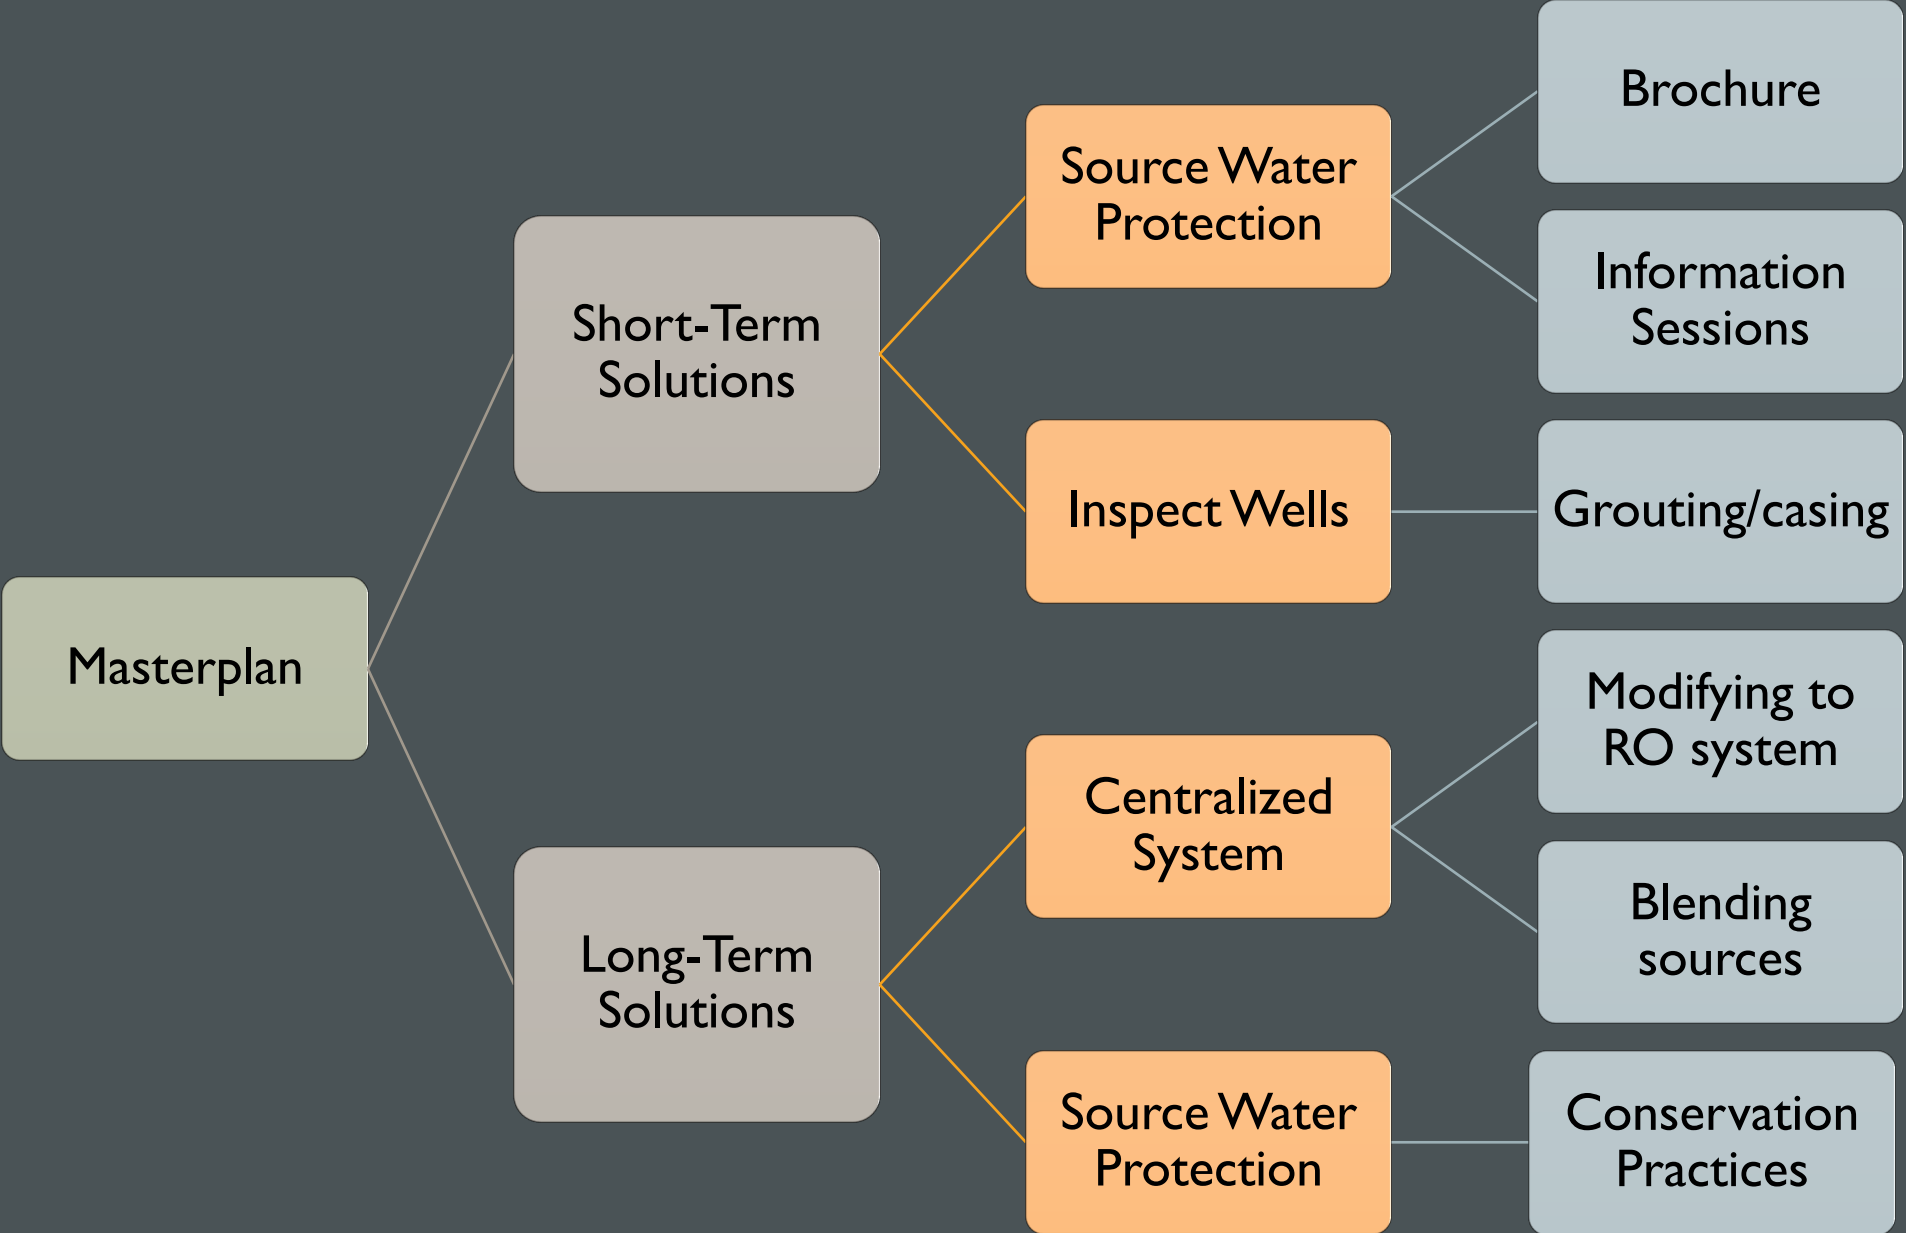 Masterplan
Short-Term
Solutions
Source Water
Protection
Brochure
Information
Sessions
Inspect Wells
Grouting/casing
Long-Term
Solutions
Centralized
System
Modifying to
RO system
Blending
sources
Source Water
Protection
Conservation
Practices